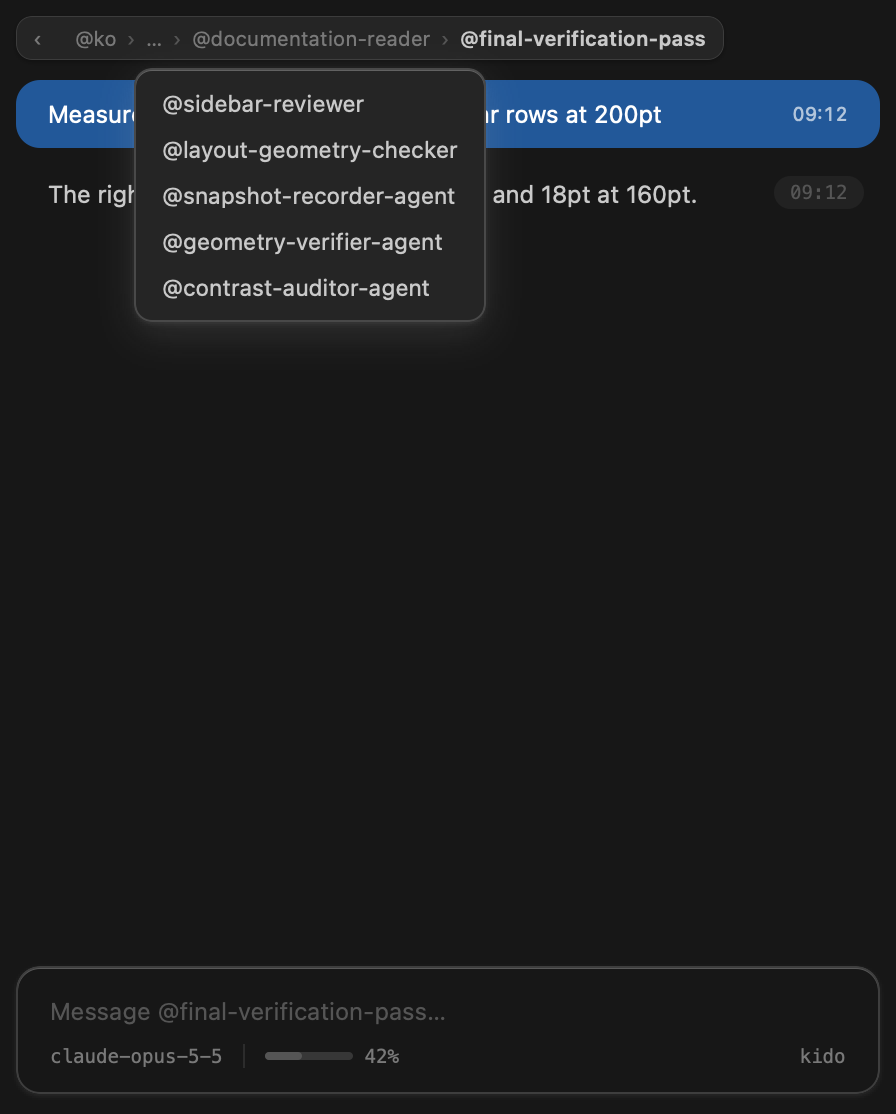 ‹ @ko › … › @documentation-reader › @final-verification-pass
@sidebar-reviewer
Measur r rows at 200pt 09:12
@layout-geometry-checker
The righ and 18pt at 160pt. 09:12
@snapshot-recorder-agent
@geometry-verifier-agent
@contrast-auditor-agent
Message @final-verification-pass…
claude-opus-5-5 42% kido